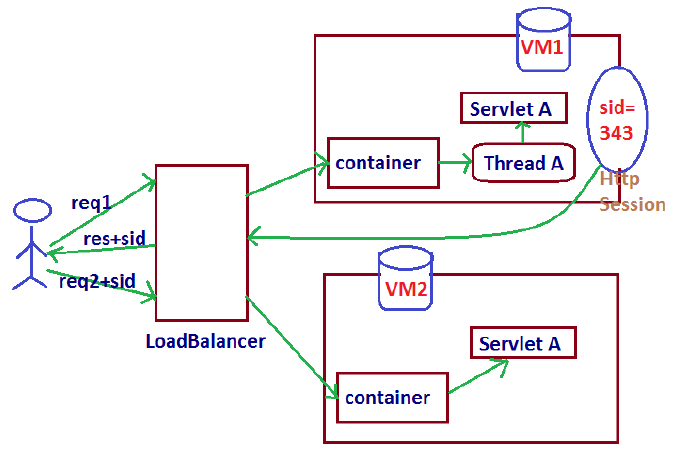 VM1
sid=
343
Servlet A
container
Thread A
Http
Session
req1
res+sid
req2+sid
LoadBalancer
VM2
Servlet A
container